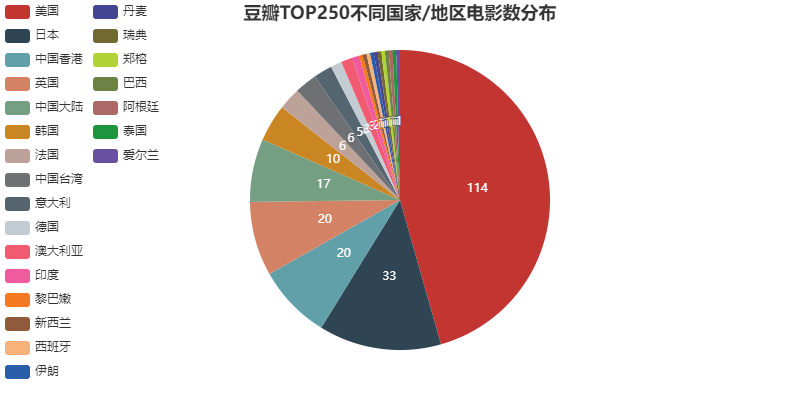 豆瓣TOP250不同国家/地区电影数分布
美国
日本
中国香港
英国
中国大陆
韩国
法国
中国台湾
意大利
德国
澳大利亚
印度
黎巴嫩
新西兰
西班牙
伊朗
丹麦
瑞典
郑榕
巴西
阿根廷
泰国
爱尔兰
114
33
20
20
17
10
6
6
5
3
3
2
1